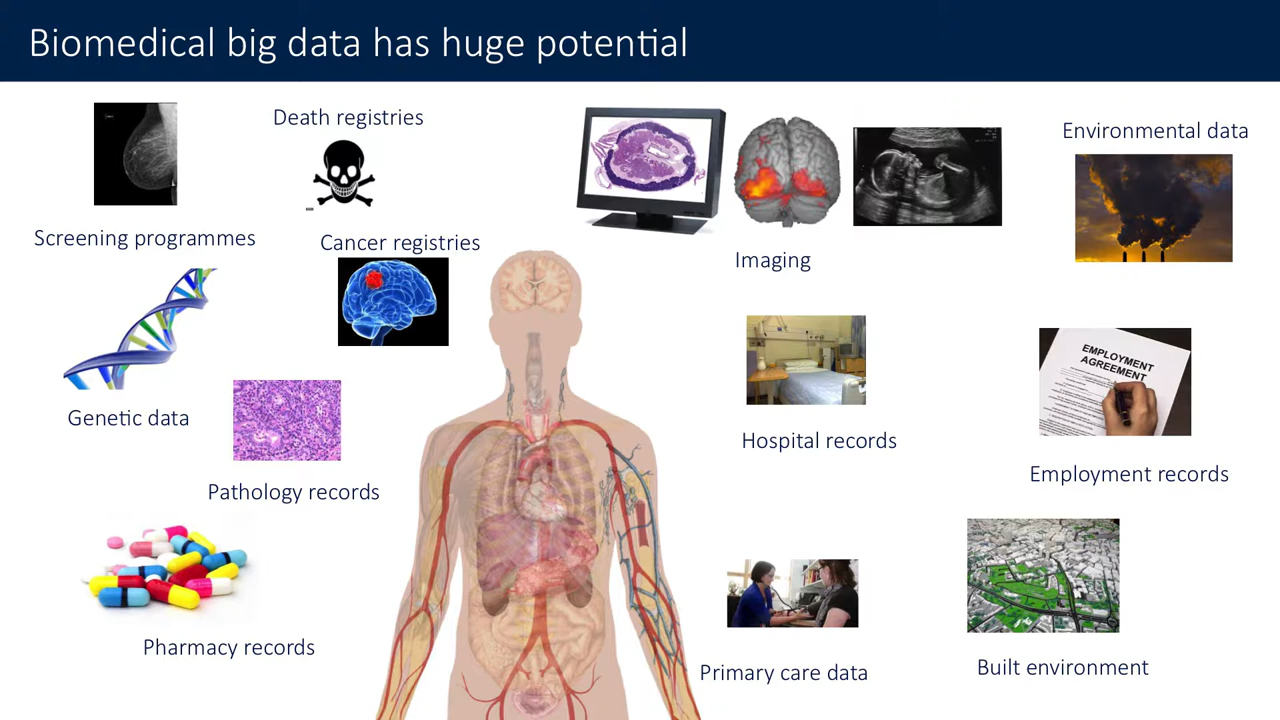 Biomedical big data has huge potential
Death registries
Environmental data
Screening programmes
Cancer registries
Imaging
Genetic data
EMPLOYMENT
AGREEMENT
Hospital records
Employment records
Pathology records
Pharmacy records
Primary care data
Built environment